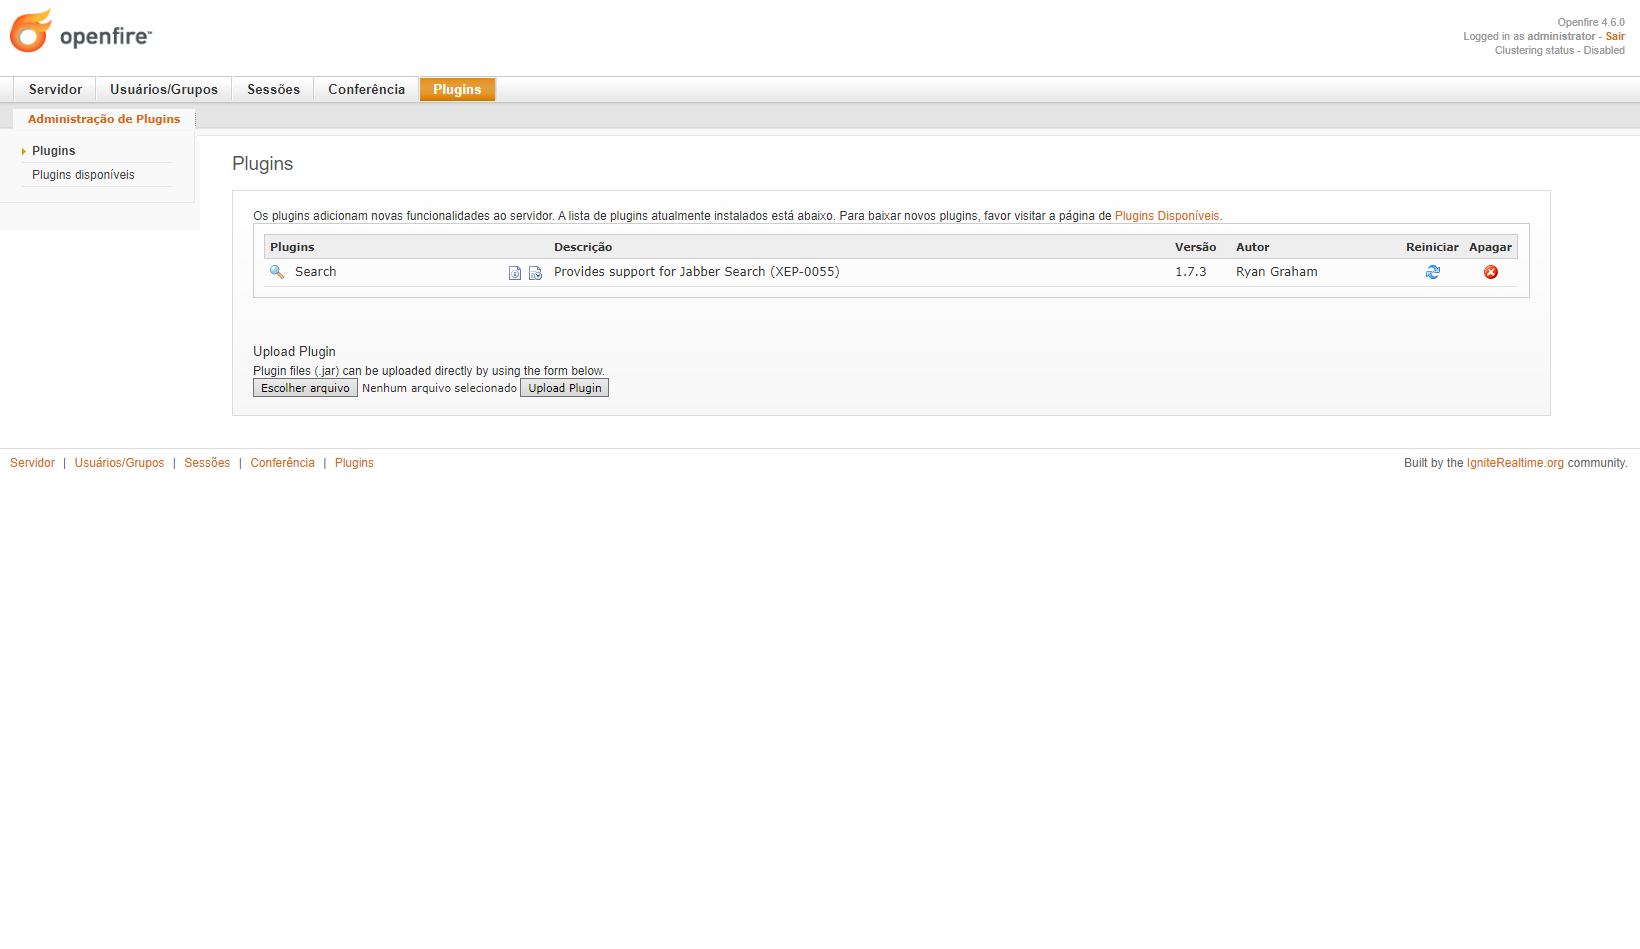 openfire™
Openfire 4.6.0
Logged in as administrator - Sair
Clustering status - Disabled
Servidor Usuários/Grupos Sessões Conferência Plugins
Administração de Plugins
Plugins
Plugins disponíveis
Plugins
Os plugins adicionam novas funcionalidades ao servidor. A lista de plugins atualmente instalados está abaixo. Para baixar novos plugins, favor visitar a página de Plugins Disponíveis.
Plugins Descrição Versão Autor Reiniciar Apagar
Search Provides support for Jabber Search (XEP-0055) 1.7.3 Ryan Graham
Upload Plugin
Plugin files (.jar) can be uploaded directly by using the form below.
Escolher arquivo Nenhum arquivo selecionado Upload Plugin
Servidor | Usuários/Grupos | Sessões | Conferência | Plugins
Built by the IgniteRealtime.org community.